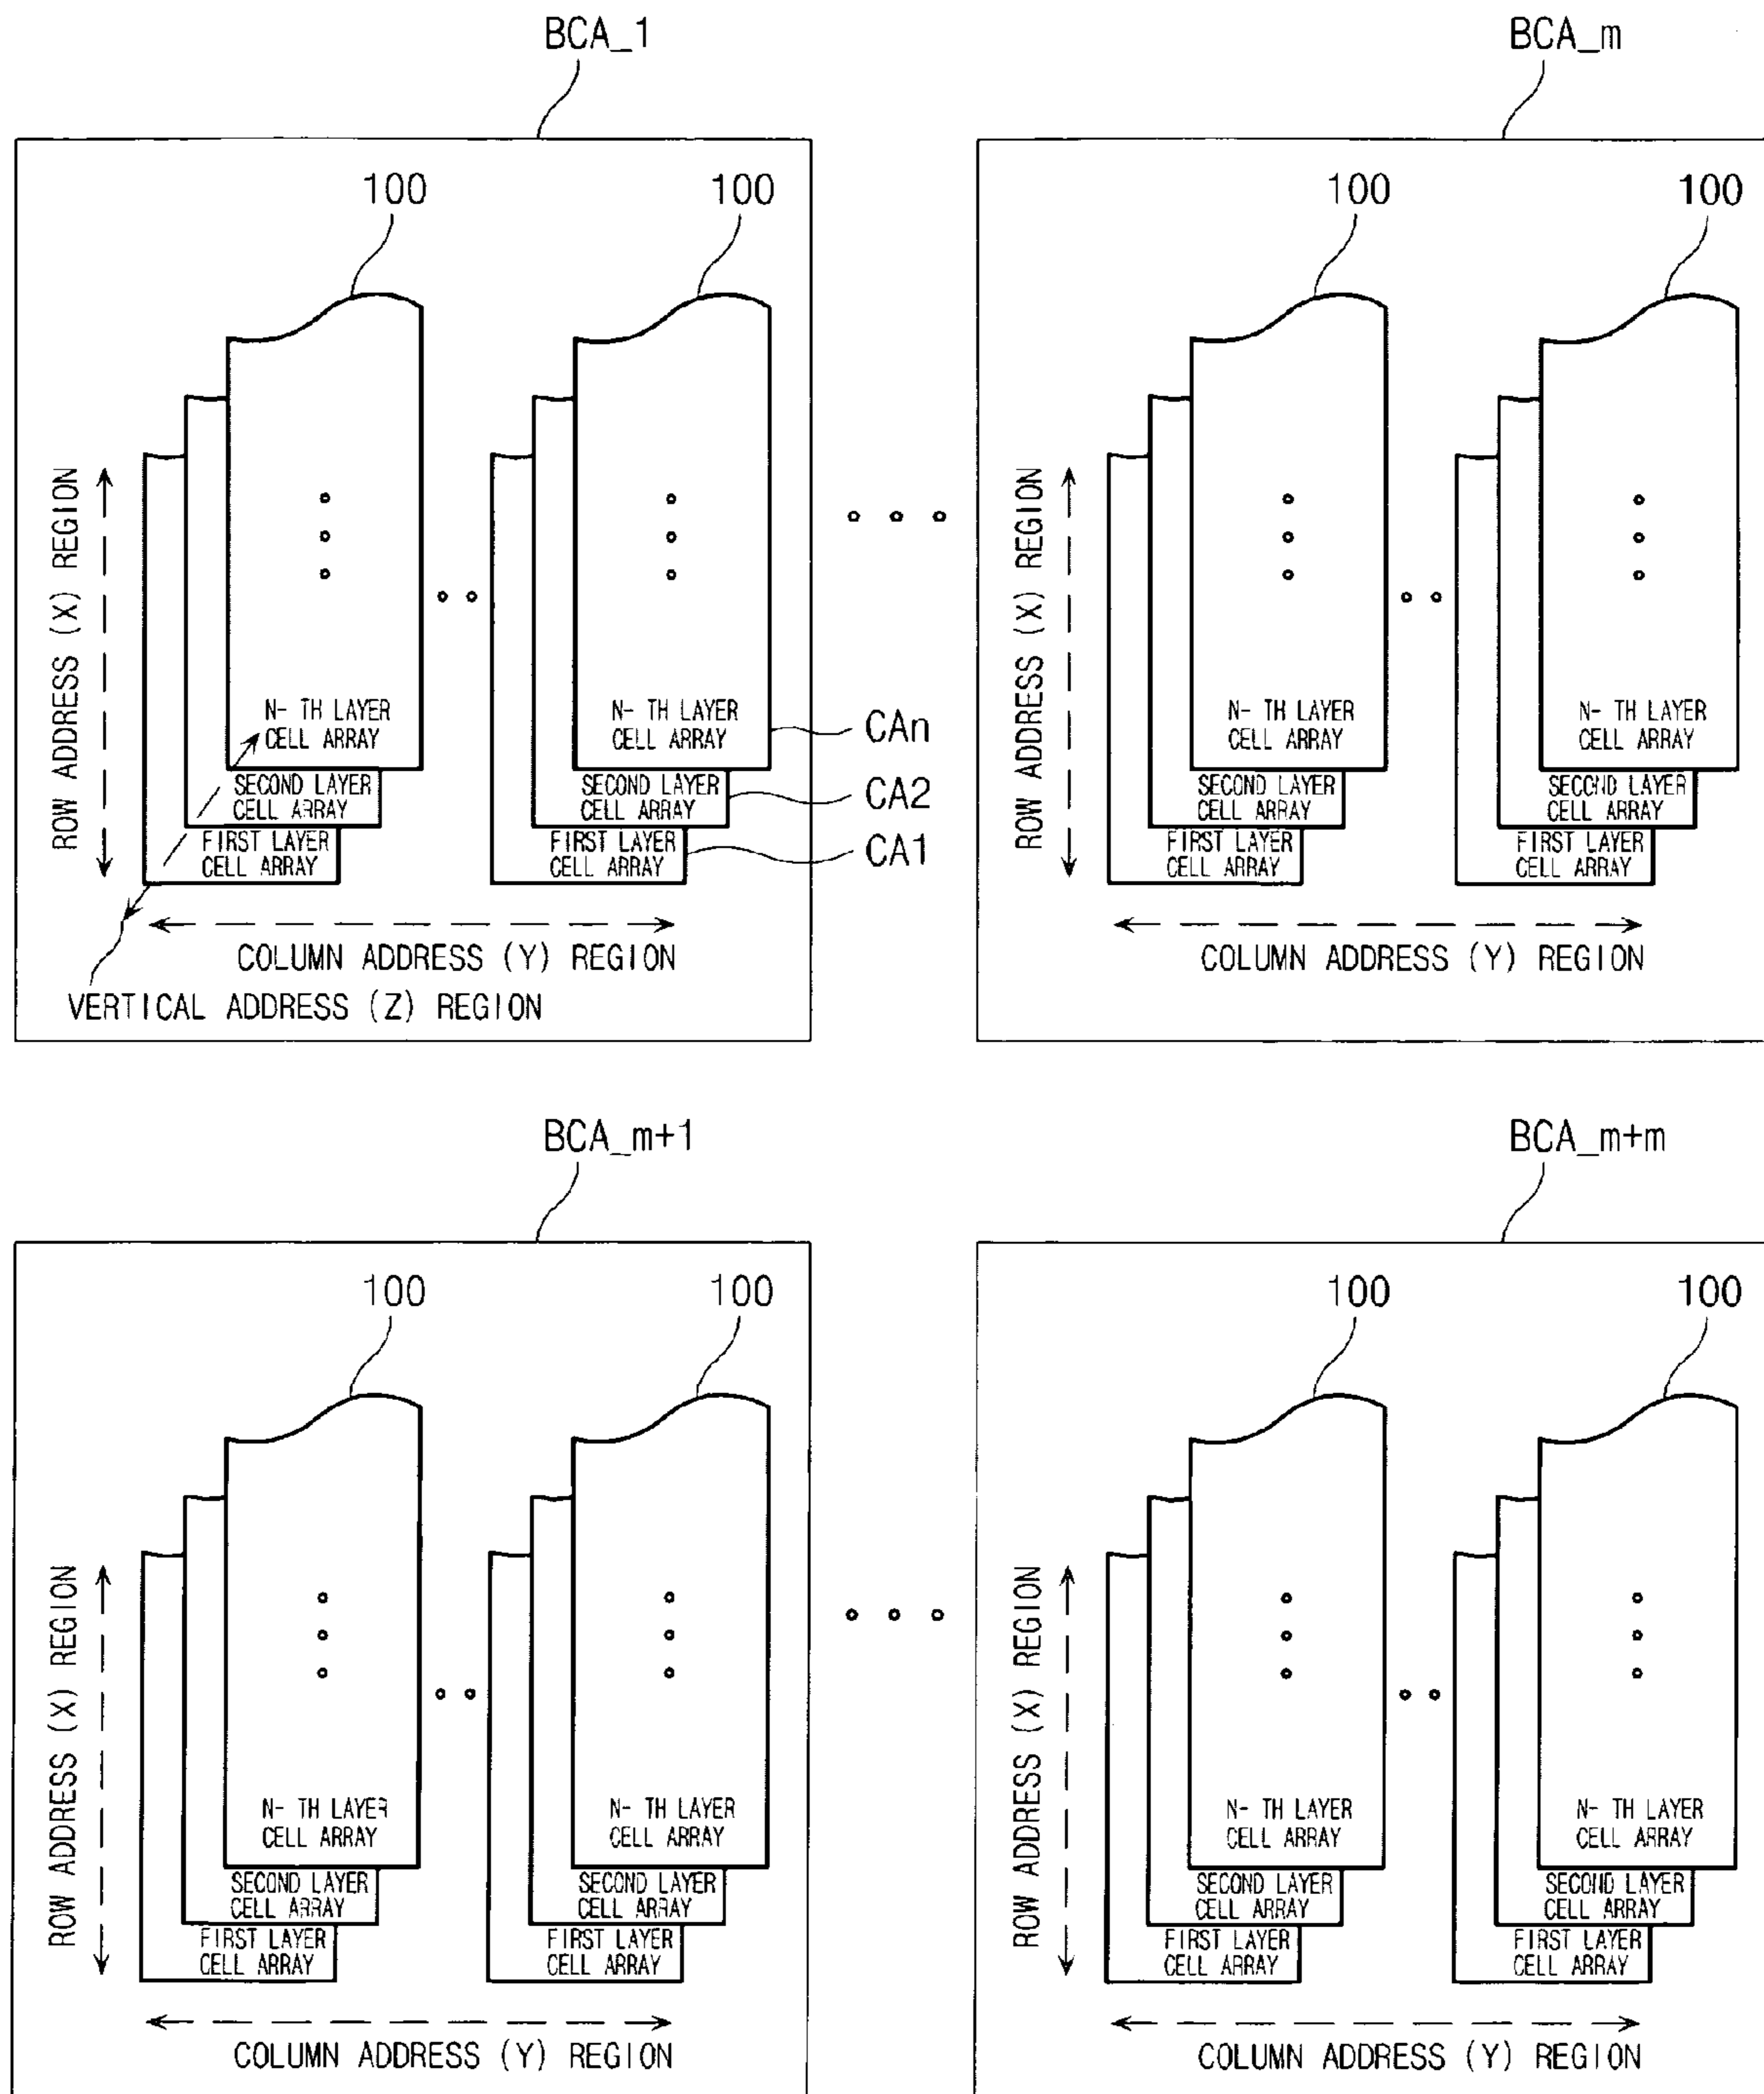 BCA_1
BCA_m
100
100
100
100
ROW ADDRESS (X) REGION
N- TH LAYER
CELL ARRAY
SECOND LAYER
CELL ARRAY
FIRST LAYER
CELL ARRAY
N- TH LAYER
CELL ARRAY
SECOND LAYER
CELL ARRAY
FIRST LAYER
CELL ARRAY
CAn
CA2
CA1
COLUMN ADDRESS (Y) REGION
VERTICAL ADDRESS (Z) REGION
ROW ADDRESS (X) REGION
N- TH LAYER
CELL ARRAY
SECOND LAYER
CELL ARRAY
FIRST LAYER
CELL ARRAY
N- TH LAYER
CELL ARRAY
SECOND LAYER
CELL ARRAY
FIRST LAYER
CELL ARRAY
COLUMN ADDRESS (Y) REGION
BCA_m+1
BCA_m+m
100
100
100
100
ROW ADDRESS (X) REGION
N- TH LAYER
CELL ARRAY
SECOND LAYER
CELL ARRAY
FIRST LAYER
CELL ARRAY
N- TH LAYER
CELL ARRAY
SECOND LAYER
CELL ARRAY
FIRST LAYER
CELL ARRAY
COLUMN ADDRESS (Y) REGION
ROW ADDRESS (X) REGION
N- TH LAYER
CELL ARRAY
SECOND LAYER
CELL ARRAY
FIRST LAYER
CELL ARRAY
N- TH LAYER
CELL ARRAY
SECOND LAYER
CELL ARRAY
FIRST LAYER
CELL ARRAY
COLUMN ADDRESS (Y) REGION